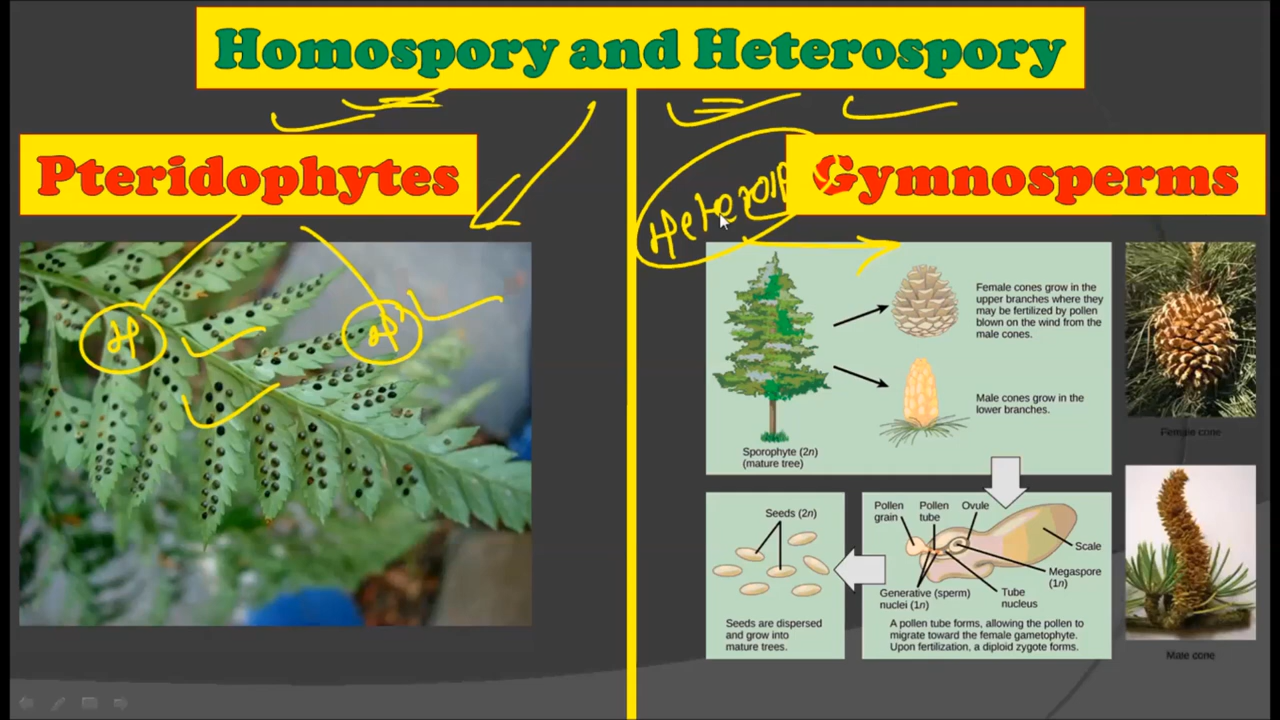 Homospory and Heterospory
Pteridophytes
Gymnosperms
Female cones grow in the
upper branches where they
may be fertilized by pollen
blown on the wind from the
male cones.
Male cones grow in the
lower branches.
Sporophyte (2n)
(mature tree)
Female cone
Seeds (2n)
Seeds are dispersed
and grow into
mature trees.
Pollen
grain
Pollen
tube
Ovule
Scale
Megaspore
(1n)
Generative (sperm)
nuclei (1n)
Tube
nucleus
A pollen tube forms, allowing the pollen to
migrate toward the female gametophyte.
Upon fertilization, a diploid zygote forms.
Male cone